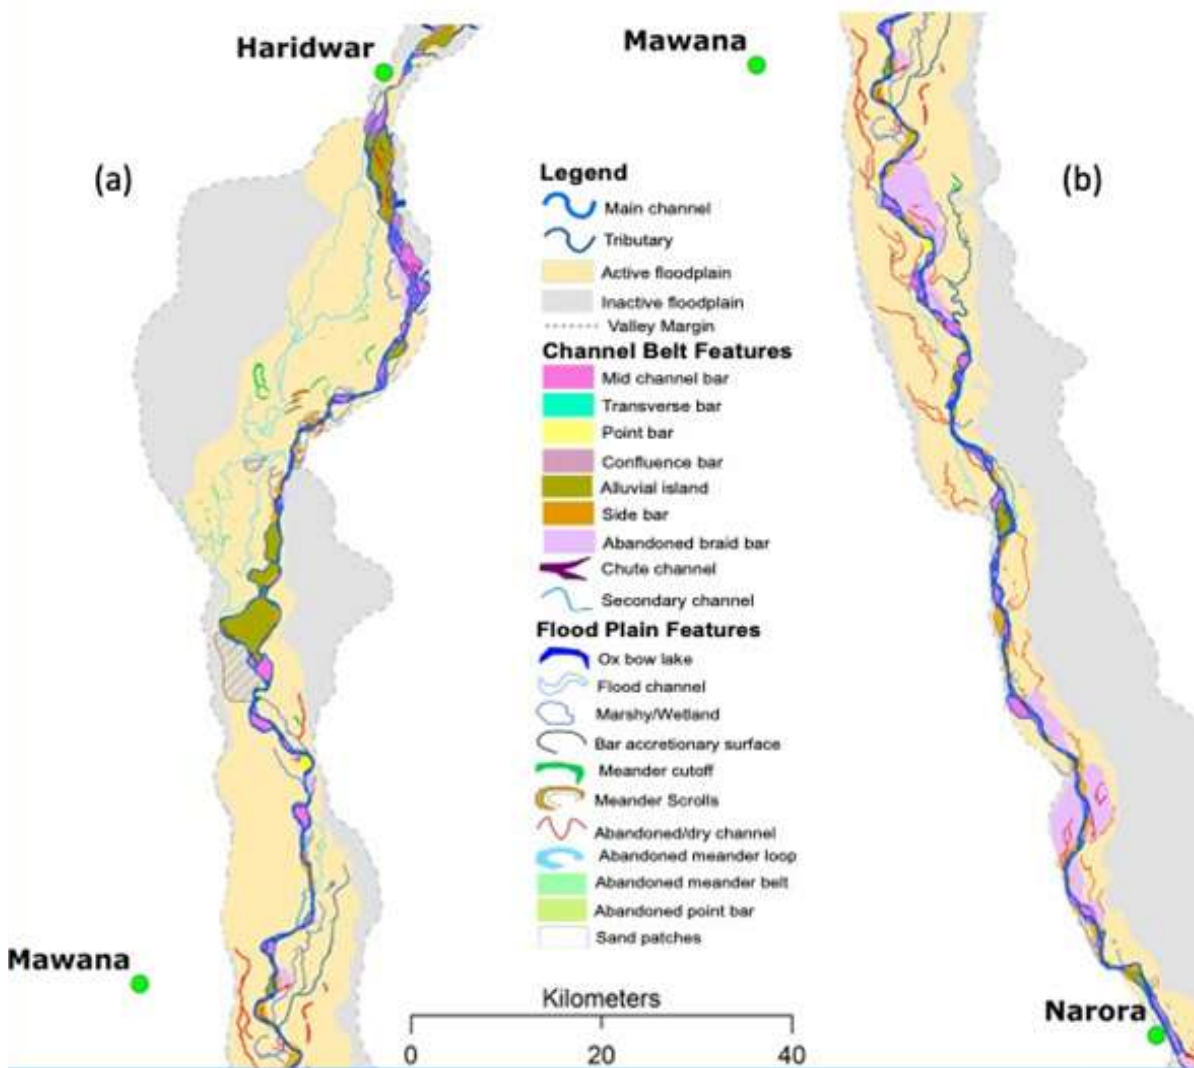 Haridwar
Mawana
(a)
(b)
Legend
Main channel
Tributary
Active floodplain
Inactive floodplain
Valley Margin
Channel Belt Features
Mid channel bar
Transverse bar
Point bar
Confluence bar
Alluvial island
Side bar
Abandoned braid bar
Chute channel
Secondary channel
Flood Plain Features
Ox bow lake
Flood channel
Marshy/Wetland
Bar accretionary surface
Meander cutoff
Meander Scrolls
Abandoned/dry channel
Abandoned meander loop
Abandoned meander belt
Abandoned point bar
Sand patches
Mawana
Kilometers
0 20 40
Narora